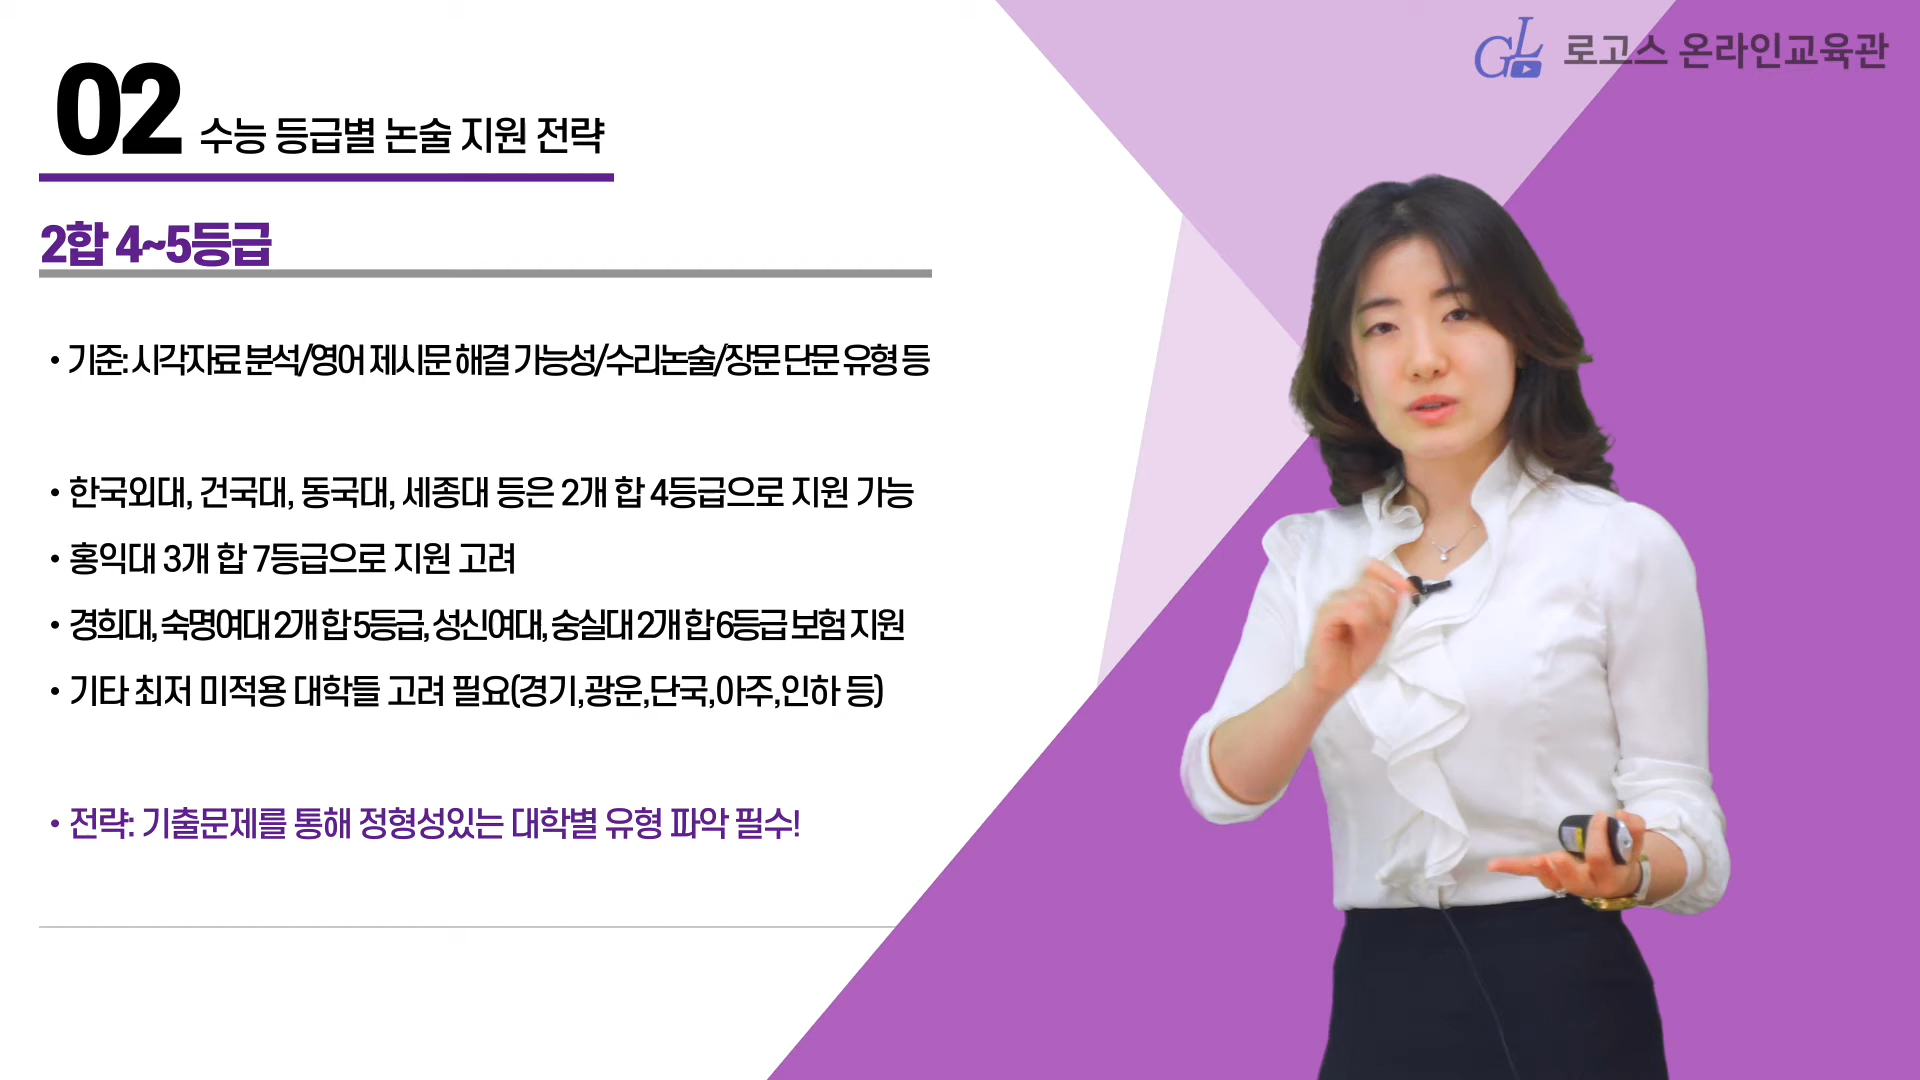 로고스 온라인교육관
02 수능 등급별 논술 지원 전략
2합 4~5등급
• 기준: 시각자료 분석/영어 제시문 해결 가능성/수리논술/장문 단문 유형 등
• 한국외대, 건국대, 동국대, 세종대 등은 2개 합 4등급으로 지원 가능
• 홍익대 3개 합 7등급으로 지원 고려
• 경희대, 숙명여대 2개 합 5등급, 성신여대, 숭실대 2개 합 6등급 보험 지원
• 기타 최저 미적용 대학들 고려 필요(경기,광운,단국,아주,인하 등)
• 전략: 기출문제를 통해 정형성있는 대학별 유형 파악 필수!